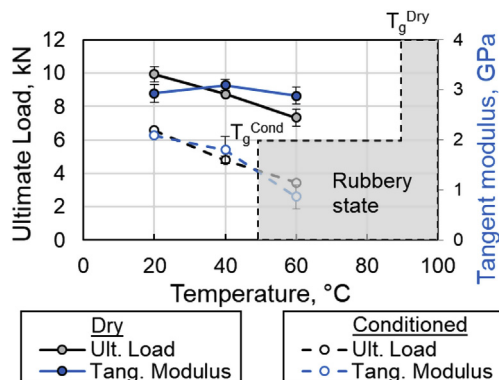 T_g^Dry
12
10
8
6
4
2
0
Ultimate Load, kN
T_g^Cond
Rubbery
state
4
3
2
1
0
Tangent modulus, GPa
0 20 40 60 80 100
Temperature, °C
Dry
Ult. Load
Tang. Modulus
Conditioned
Ult. Load
Tang. Modulus